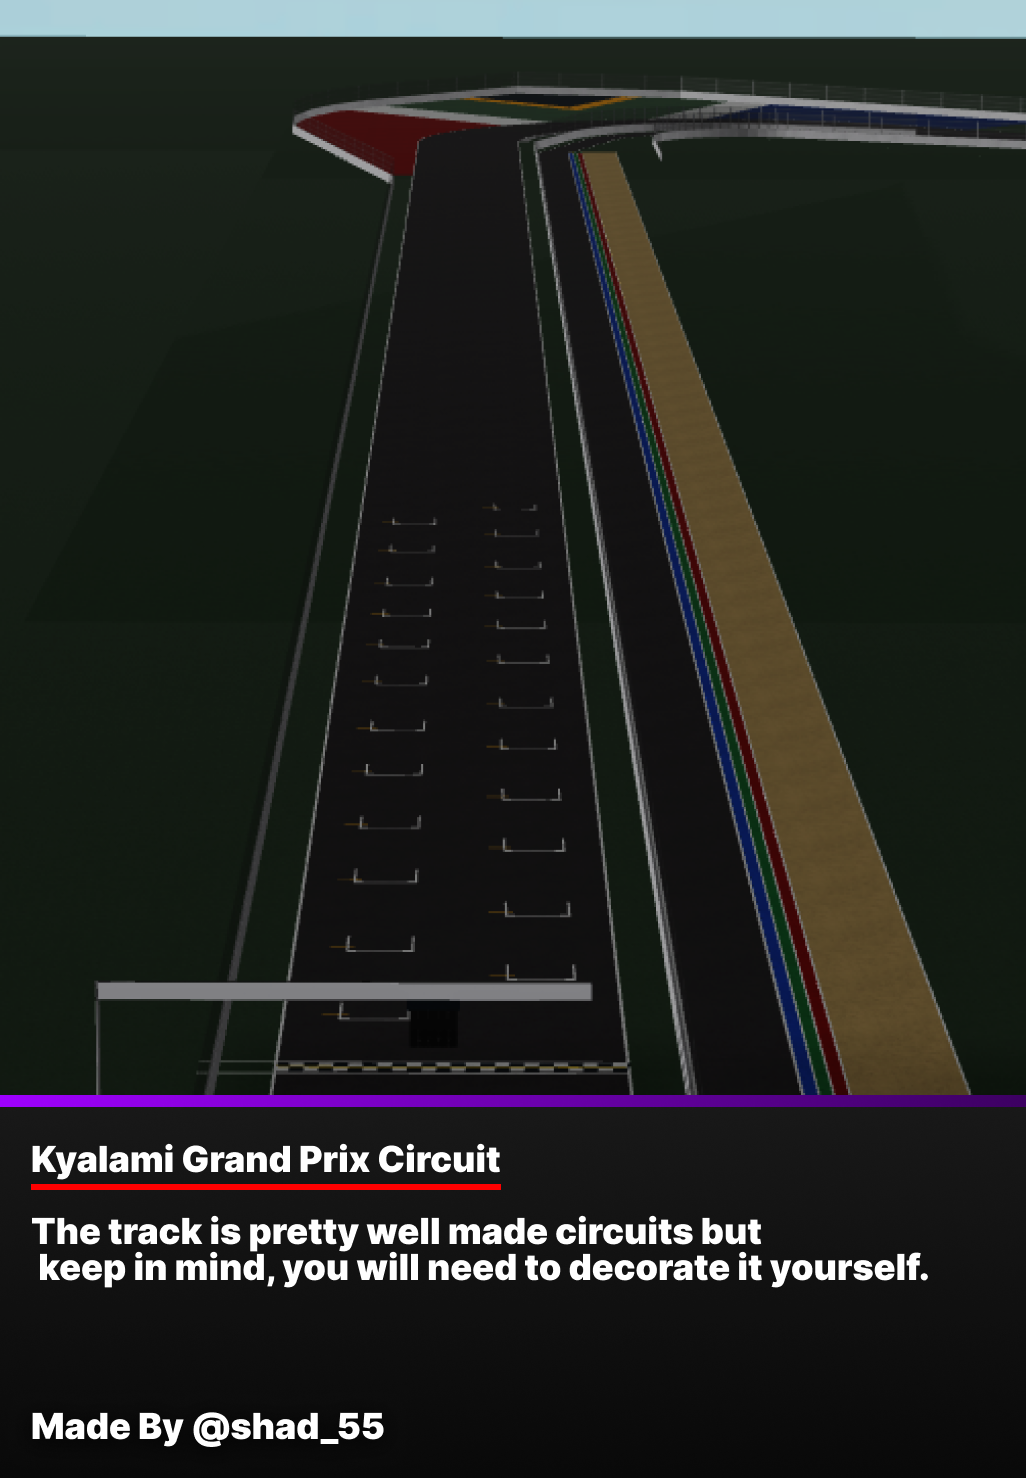 Kyalami Grand Prix Circuit
The track is pretty well made circuits but
keep in mind, you will need to decorate it yourself.
Made By @shad_55